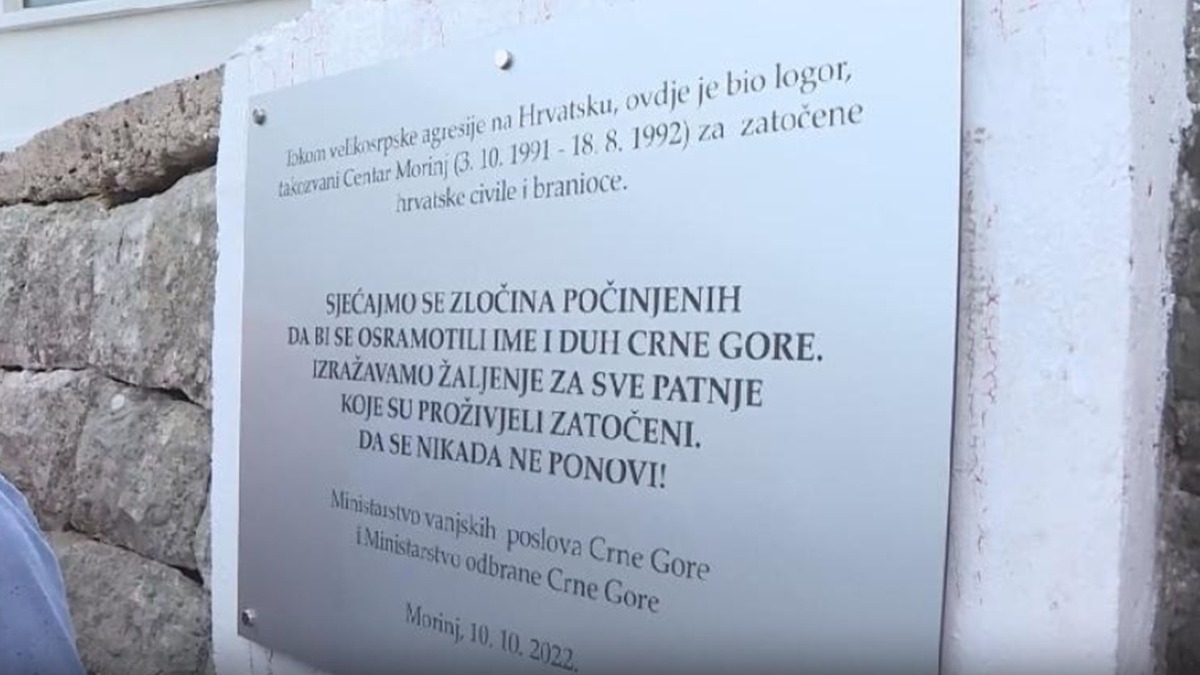 Tokom velikosrpske agresije na Hrvatsku, ovdje je bio logor,
takozvani Centar Morinj (3. 10. 1991 - 18. 8. 1992) za zatočene
hrvatske civile i branioce.
SJEĆAJMO SE ZLOČINA POČINJENIH
DA BI SE OSRAMOTILI IME I DUH CRNE GORE.
IZRAŽAVAMO ŽALJENJE ZA SVE PATNJE
KOJE SU PROŽIVJELI ZATOČENI.
DA SE NIKADA NE PONOVI!
Ministarstvo vanjskih poslova Crne Gore
i Ministarstvo odbrane Crne Gore
Morinj, 10. 10. 2022.